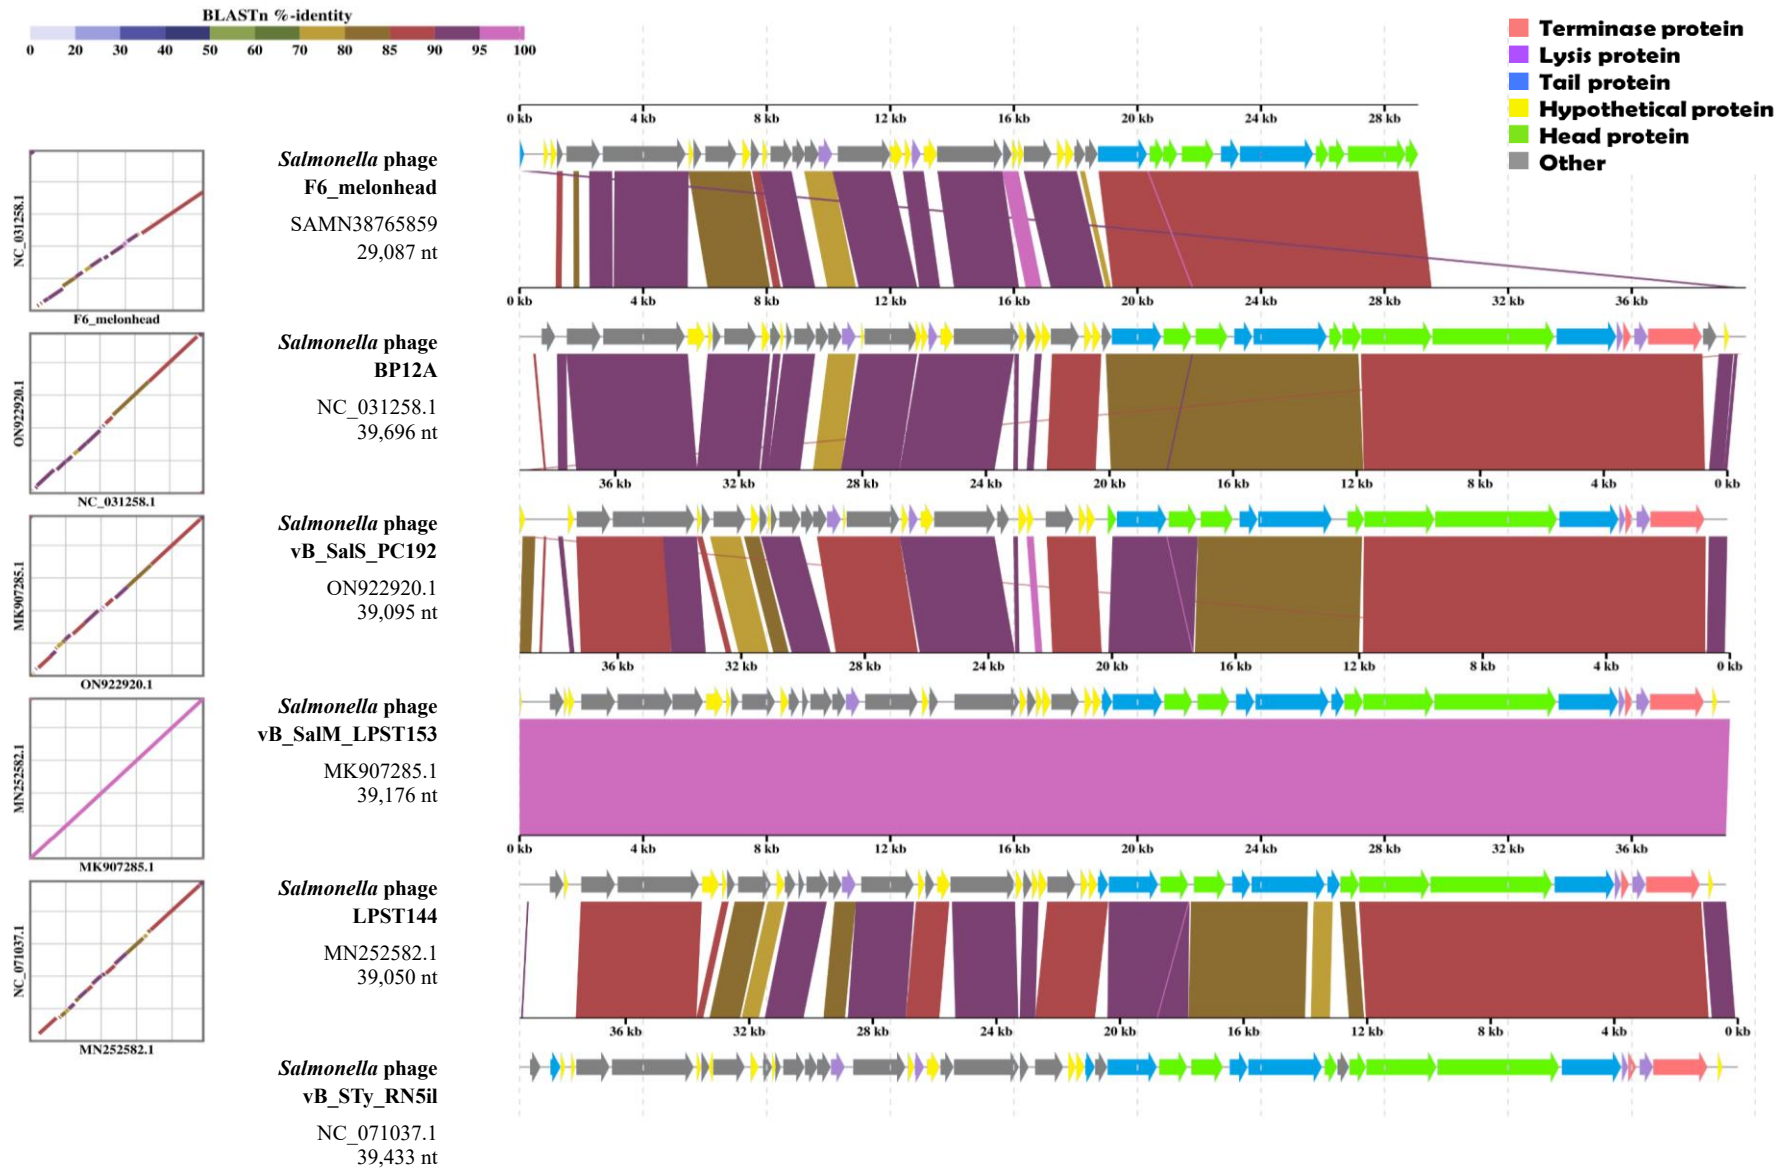 BLASTn %-identity
0 20 30 40 50 60 70 80 85 90 95 100
Terminase protein
Lysis protein
Tail protein
Hypothetical protein
Head protein
Other
0 kb 4 kb 8 kb 12 kb 16 kb 20 kb 24 kb 28 kb
NC_031258.1
F6_melonhead
Salmonella phage
F6_melonhead
SAMN38765859
29,087 nt
0 kb 4 kb 8 kb 12 kb 16 kb 20 kb 24 kb 28 kb 32 kb 36 kb
ON922920.1
NC_031258.1
Salmonella phage
BP12A
NC_031258.1
39,696 nt
36 kb 32 kb 28 kb 24 kb 20 kb 16 kb 12 kb 8 kb 4 kb 0 kb
MK907285.1
ON922920.1
Salmonella phage
vB_SalS_PC192
ON922920.1
39,095 nt
36 kb 32 kb 28 kb 24 kb 20 kb 16 kb 12 kb 8 kb 4 kb 0 kb
MN252582.1
MK907285.1
Salmonella phage
vB_SalM_LPST153
MK907285.1
39,176 nt
0 kb 4 kb 8 kb 12 kb 16 kb 20 kb 24 kb 28 kb 32 kb 36 kb
NC_071037.1
MN252582.1
Salmonella phage
LPST144
MN252582.1
39,050 nt
36 kb 32 kb 28 kb 24 kb 20 kb 16 kb 12 kb 8 kb 4 kb 0 kb
Salmonella phage
vB_STy_RN5il
NC_071037.1
39,433 nt